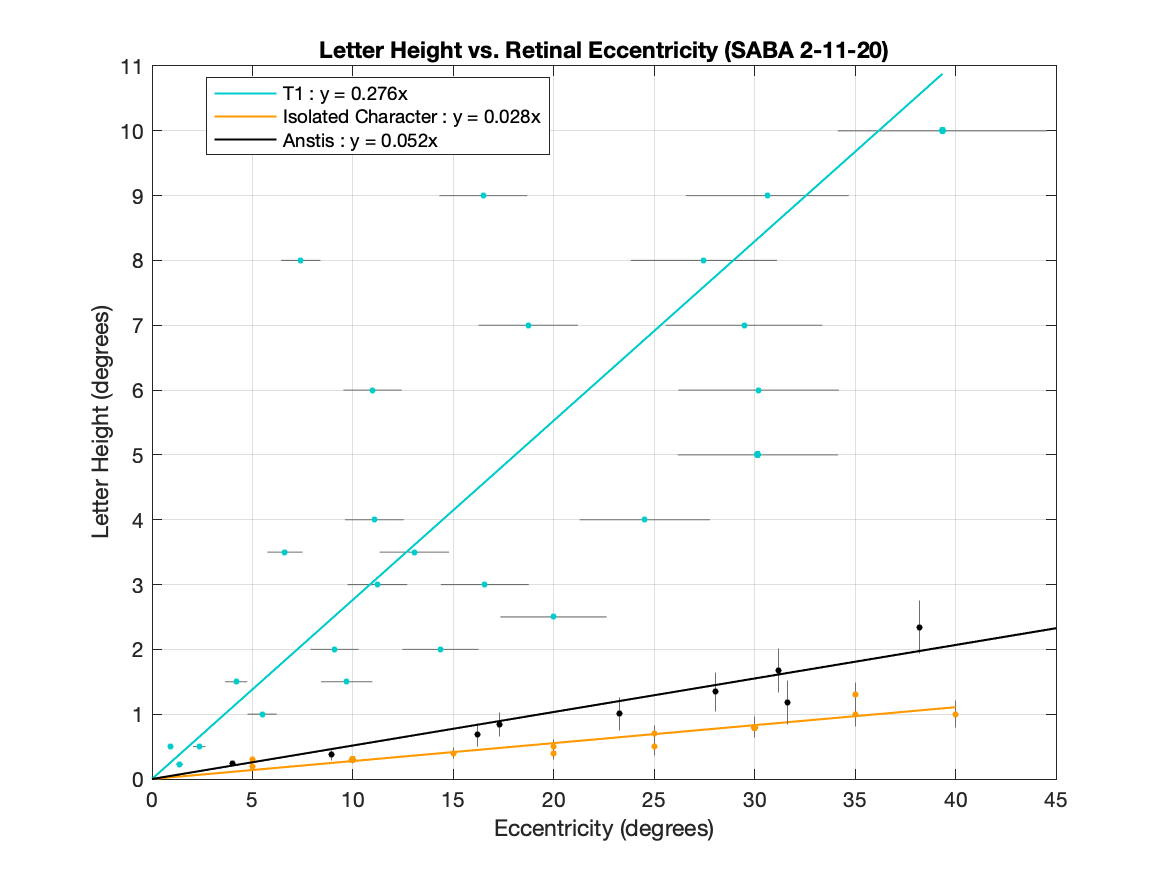 Letter Height vs. Retinal Eccentricity (SABA 2-11-20)
T1 : y = 0.276x
Isolated Character : y = 0.028x
Anstis : y = 0.052x
11
10
9
8
7
6
5
4
3
2
1
0
Letter Height (degrees)
0 5 10 15 20 25 30 35 40 45
Eccentricity (degrees)